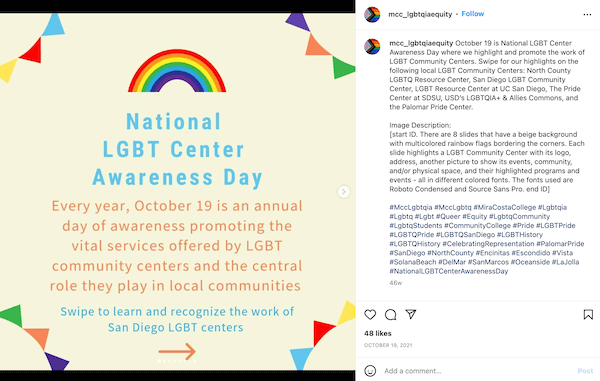 National
LGBT Center
Awareness Day
Every year, October 19 is an annual
day of awareness promoting the
vital services offered by LGBT
community centers and the central
role they play in local communities
Swipe to learn and recognize the work of
San Diego LGBT centers
mcc_lgbtqiaequity • Follow
mcc_lgbtqiaequity October 19 is National LGBT Center
Awareness Day where we highlight and promote the work of
LGBT Community Centers. Swipe for our highlights on the
following local LGBT Community Centers: North County
LGBTQ Resource Center, San Diego LGBT Community
Center, LGBT Resource Center at UC San Diego, The Pride
Center at SDSU, USD's LGBTQIA+ & Allies Commons, and
the Palomar Pride Center.
Image Description:
[start ID. There are 8 slides that have a beige background
with multicolored rainbow flags bordering the corners. Each
slide highlights a LGBT Community Center with its logo,
address, another picture to show its events, community,
and/or physical space, and their highlighted programs and
events - all in different colored fonts. The fonts used are
Roboto Condensed and Source Sans Pro. end ID]
#MccLgbtqia #MccLgbtq #MiraCostaCollege #Lgbtqia
#Lgbtq #Lgbt #Queer #Equity #LgbtqCommunity
#LgbtqStudents #CommunityCollege #Pride #LGBTPride
#LGBTQPride #LGBTQSanDiego #LGBTHistory
#LGBTQHistory #CelebratingRepresentation #PalomarPride
#SanDiego #NorthCounty #Encinitas #Escondido #Vista
#SolanaBeach #DelMar #SanMarcos #Oceanside #LaJolla
#NationalLGBTCenterAwarenessDay
46w
48 likes
OCTOBER 19, 2021
Add a comment...
Post